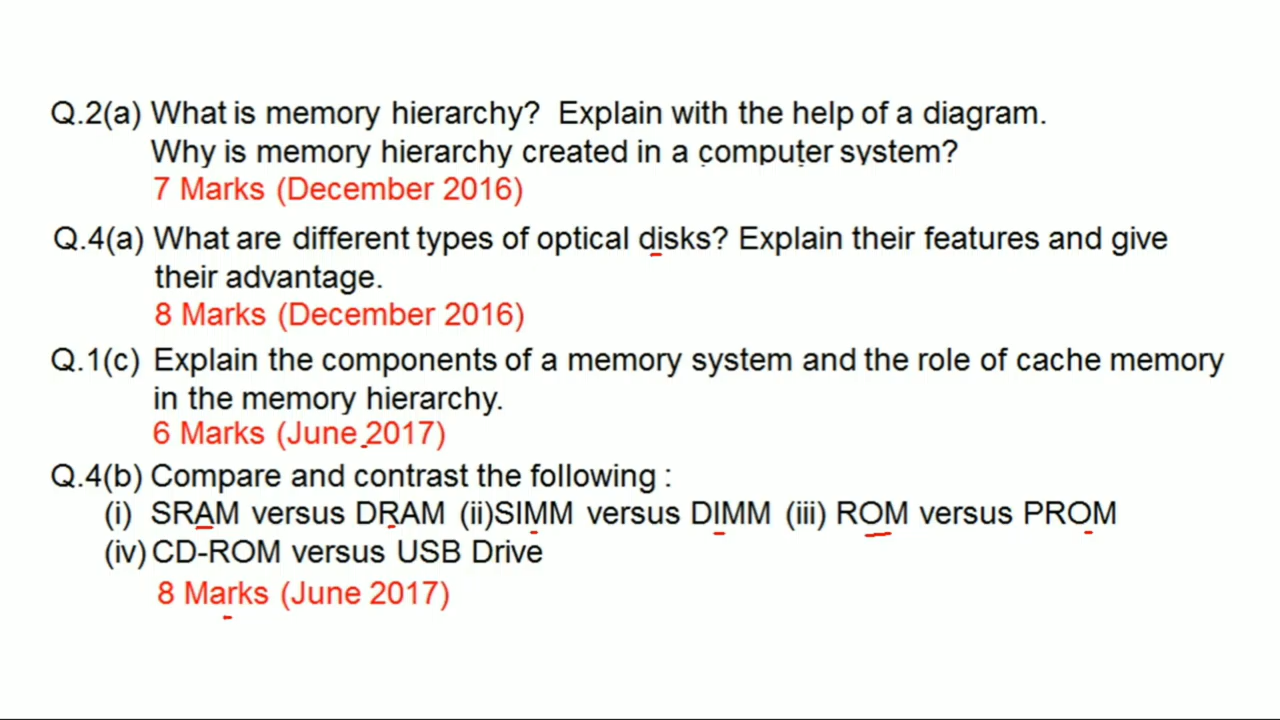 Q.2(a) What is memory hierarchy? Explain with the help of a diagram.
Why is memory hierarchy created in a computer system?
7 Marks (December 2016)
Q.4(a) What are different types of optical disks? Explain their features and give
their advantage.
8 Marks (December 2016)
Q.1(c) Explain the components of a memory system and the role of cache memory
in the memory hierarchy.
6 Marks (June 2017)
Q.4(b) Compare and contrast the following :
(i) SRAM versus DRAM (ii)SIMM versus DIMM (iii) ROM versus PROM
(iv) CD-ROM versus USB Drive
8 Marks (June 2017)